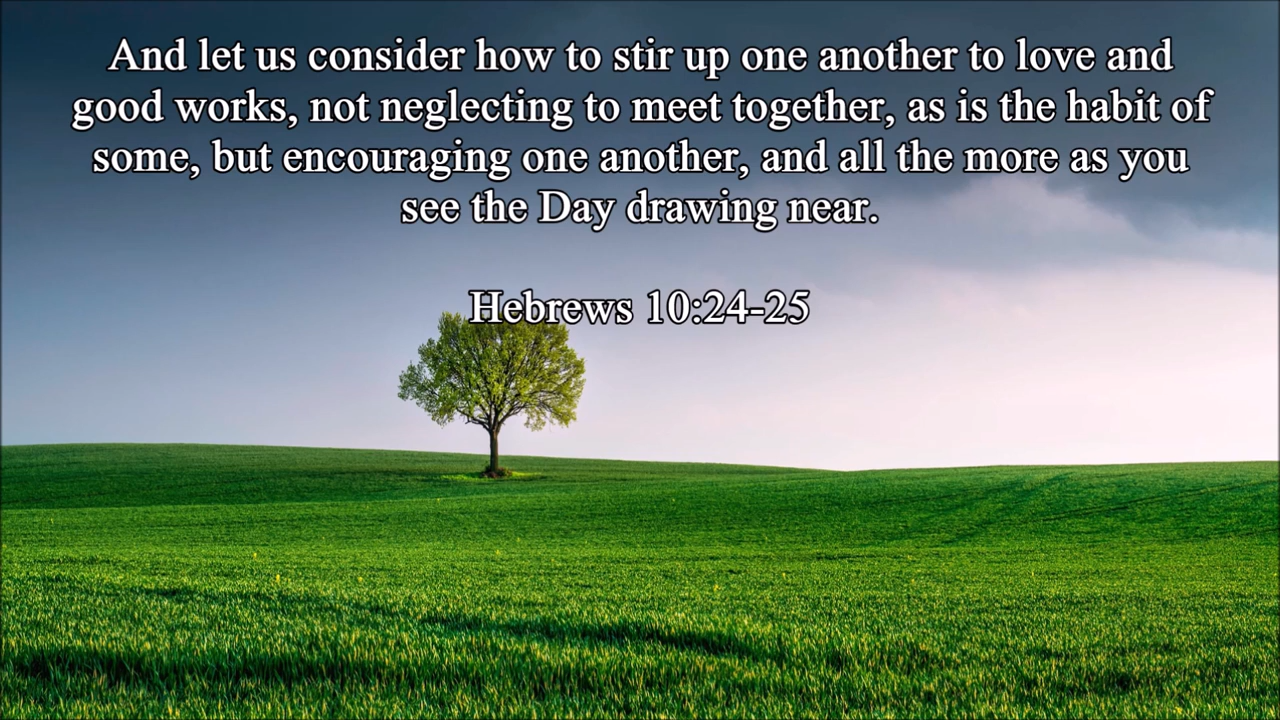 And let us consider how to stir up one another to love and
good works, not neglecting to meet together, as is the habit of
some, but encouraging one another, and all the more as you
see the Day drawing near.
Hebrews 10:24-25